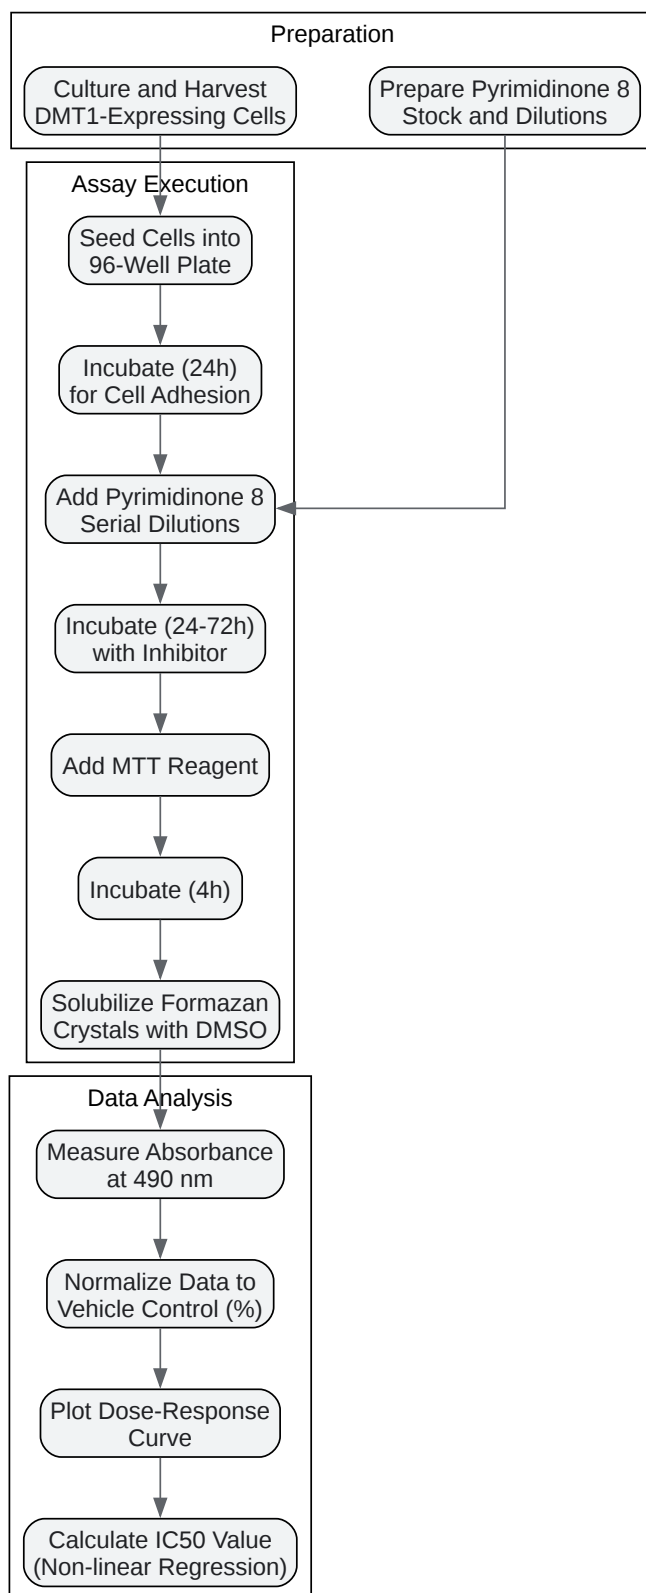 Preparation
Culture and Harvest
DMT1-Expressing Cells
Prepare Pyrimidinone 8
Stock and Dilutions
Assay Execution
Seed Cells into
96-Well Plate
Incubate (24h)
for Cell Adhesion
Add Pyrimidinone 8
Serial Dilutions
Incubate (24-72h)
with Inhibitor
Add MTT Reagent
Incubate (4h)
Solubilize Formazan
Crystals with DMSO
Data Analysis
Measure Absorbance
at 490 nm
Normalize Data to
Vehicle Control (%)
Plot Dose-Response
Curve
Calculate IC50 Value
(Non-linear Regression)